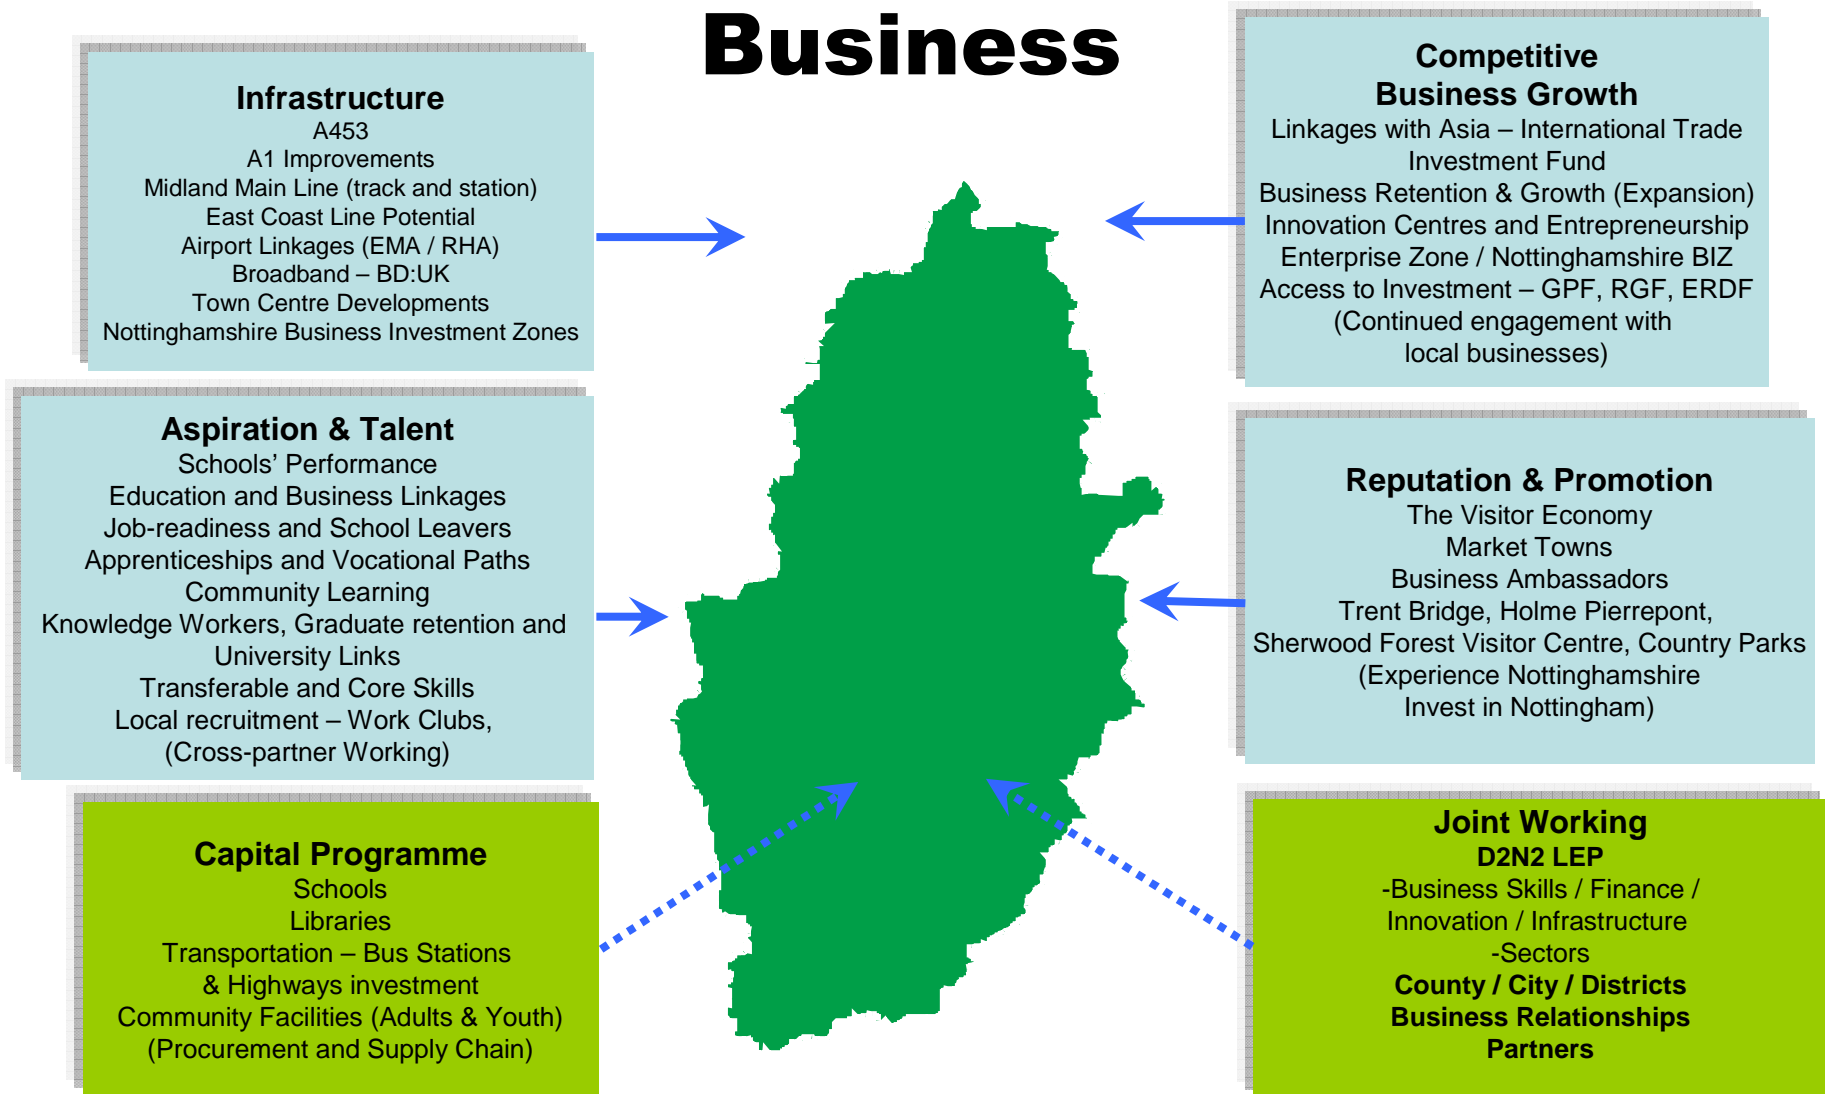 Business
Infrastructure
A453
A1 Improvements
Midland Main Line (track and station)
East Coast Line Potential
Airport Linkages (EMA / RHA)
Broadband – BD:UK
Town Centre Developments
Nottinghamshire Business Investment Zones
Competitive
Business Growth
Linkages with Asia – International Trade
Investment Fund
Business Retention & Growth (Expansion)
Innovation Centres and Entrepreneurship
Enterprise Zone / Nottinghamshire BIZ
Access to Investment – GPF, RGF, ERDF
(Continued engagement with
local businesses)
Aspiration & Talent
Schools’ Performance
Education and Business Linkages
Job-readiness and School Leavers
Apprenticeships and Vocational Paths
Community Learning
Knowledge Workers, Graduate retention and
University Links
Transferable and Core Skills
Local recruitment – Work Clubs,
(Cross-partner Working)
Reputation & Promotion
The Visitor Economy
Market Towns
Business Ambassadors
Trent Bridge, Holme Pierrepont,
Sherwood Forest Visitor Centre, Country Parks
(Experience Nottinghamshire
Invest in Nottingham)
Capital Programme
Schools
Libraries
Transportation – Bus Stations
& Highways investment
Community Facilities (Adults & Youth)
(Procurement and Supply Chain)
Joint Working
D2N2 LEP
-Business Skills / Finance /
Innovation / Infrastructure
-Sectors
County / City / Districts
Business Relationships
Partners